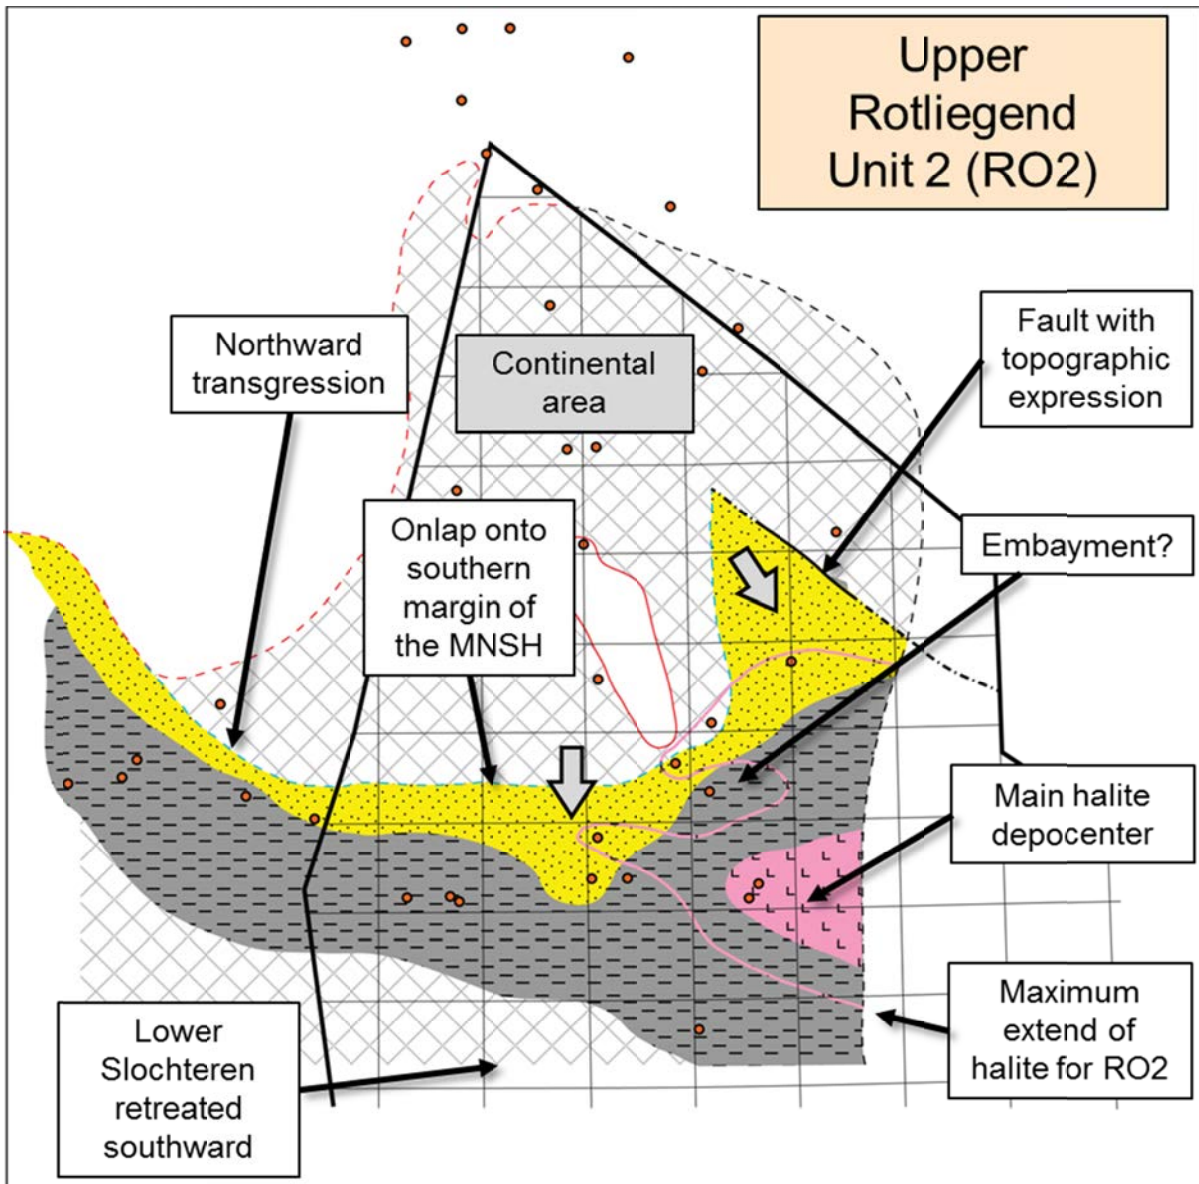 Upper
Rotliegend
Unit 2 (RO2)
Northward
transgression
Continental
area
Fault with
topographic
expression
Onlap onto
southern
margin of
the MNSH
Embayment?
Main halite
depocenter
Lower
Slochteren
retreated
southward
Maximum
extend of
halite for RO2